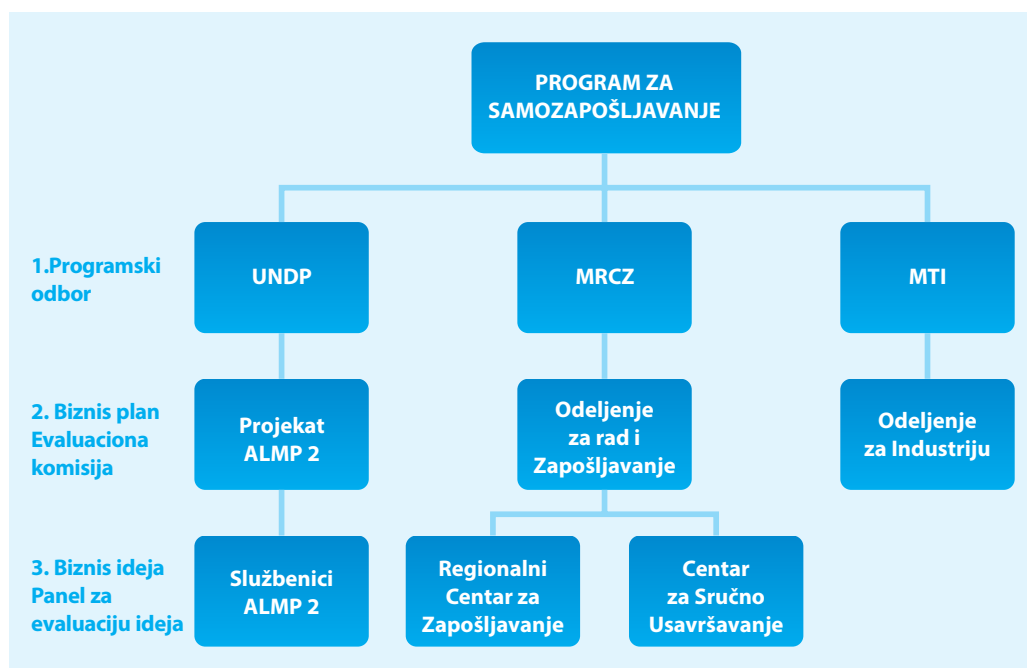 PROGRAM ZA
SAMOZAPOŠLJAVANJE
1.Programski
odbor
UNDP
MRCZ
MTI
2. Biznis plan
Evaluaciona
komisija
Projekat
ALMP 2
Odeljenje
za rad i
Zapošljavanje
Odeljenje
za Industriju
3. Biznis ideja
Panel za
evaluaciju ideja
Službenici
ALMP 2
Regionalni
Centar za
Zapošljavanje
Centar
za Sručno
Usavršavanje